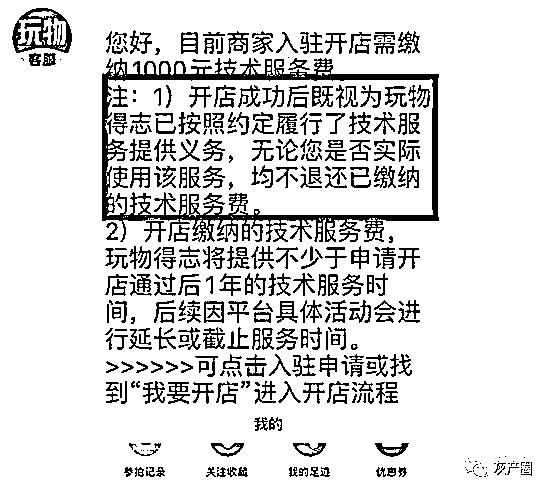 玩物
客服
您好，目前商家入驻开店需缴
纳1000元技术服务费。
注：1）开店成功后既视为玩物
得志已按照约定履行了技术服
务提供义务，无论您是否实际
使用该服务，均不退还已缴纳
的技术服务费。
2）开店缴纳的技术服务费，
玩物得志将提供不少于申请开
店通过后1年的技术服务时
间，后续因平台具体活动会进
行延长或截止服务时间。
>>>>>>可点击入驻申请或找
到“我要开店”进入开店流程
我的
参拍记录 关注收藏 我的足迹 优惠券
灰产圈